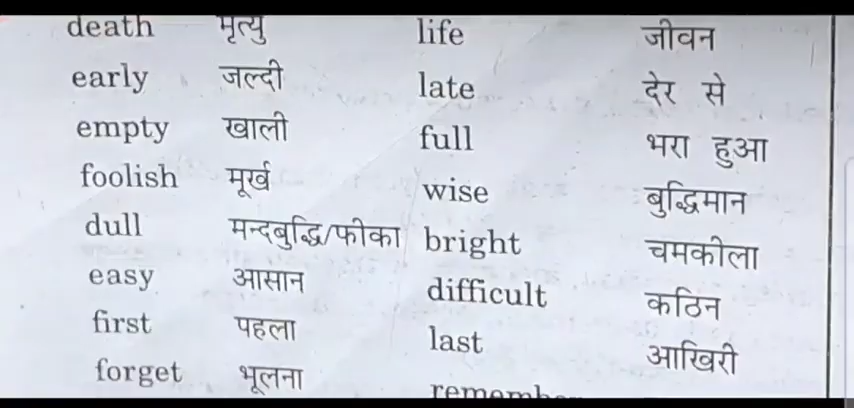 death मृत्यु life जीवन
early जल्दी late देर से
empty खाली full भरा हुआ
foolish मूर्ख wise बुद्धिमान
dull मन्दबुद्धि/फीका bright चमकीला
easy आसान difficult कठिन
first पहला last आखिरी
forget भूलना